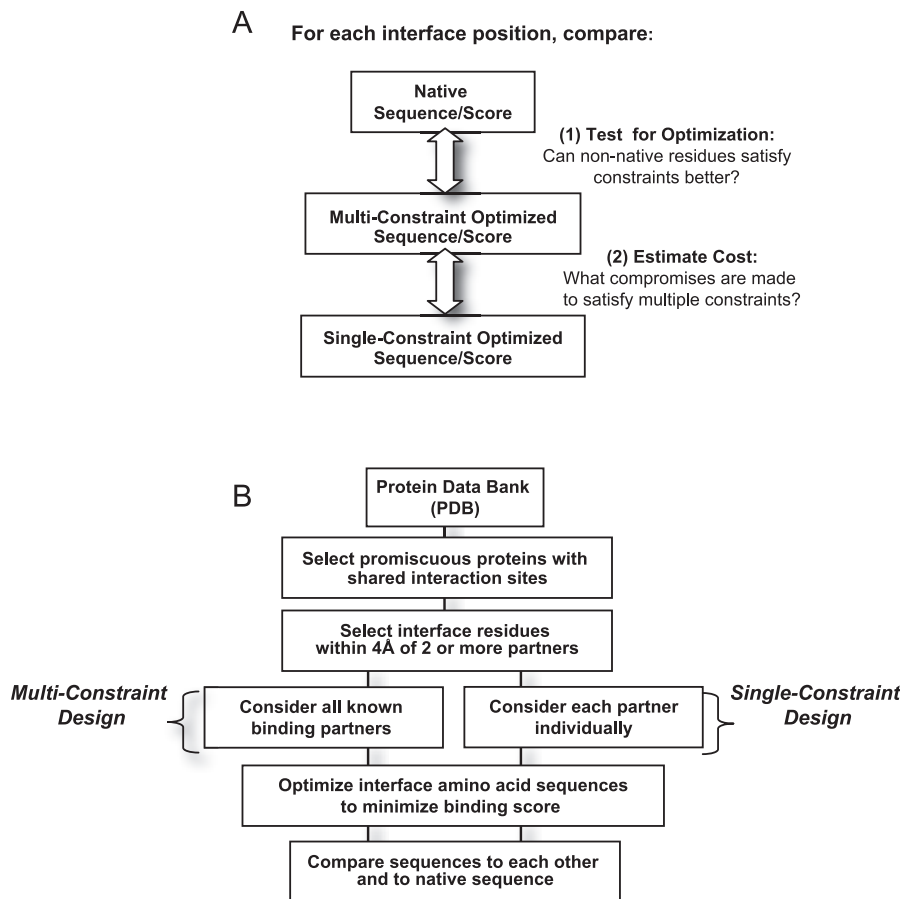 A
For each interface position, compare:
Native
Sequence/Score
(1) Test for Optimization:
Can non-native residues satisfy
constraints better?
Multi-Constraint Optimized
Sequence/Score
(2) Estimate Cost:
What compromises are made
to satisfy multiple constraints?
Single-Constraint Optimized
Sequence/Score
B
Protein Data Bank
(PDB)
Select promiscuous proteins with
shared interaction sites
Select interface residues
within 4Å of 2 or more partners
Multi-Constraint
Design
Consider all known
binding partners
Consider each partner
individually
Single-Constraint
Design
Optimize interface amino acid sequences
to minimize binding score
Compare sequences to each other
and to native sequence